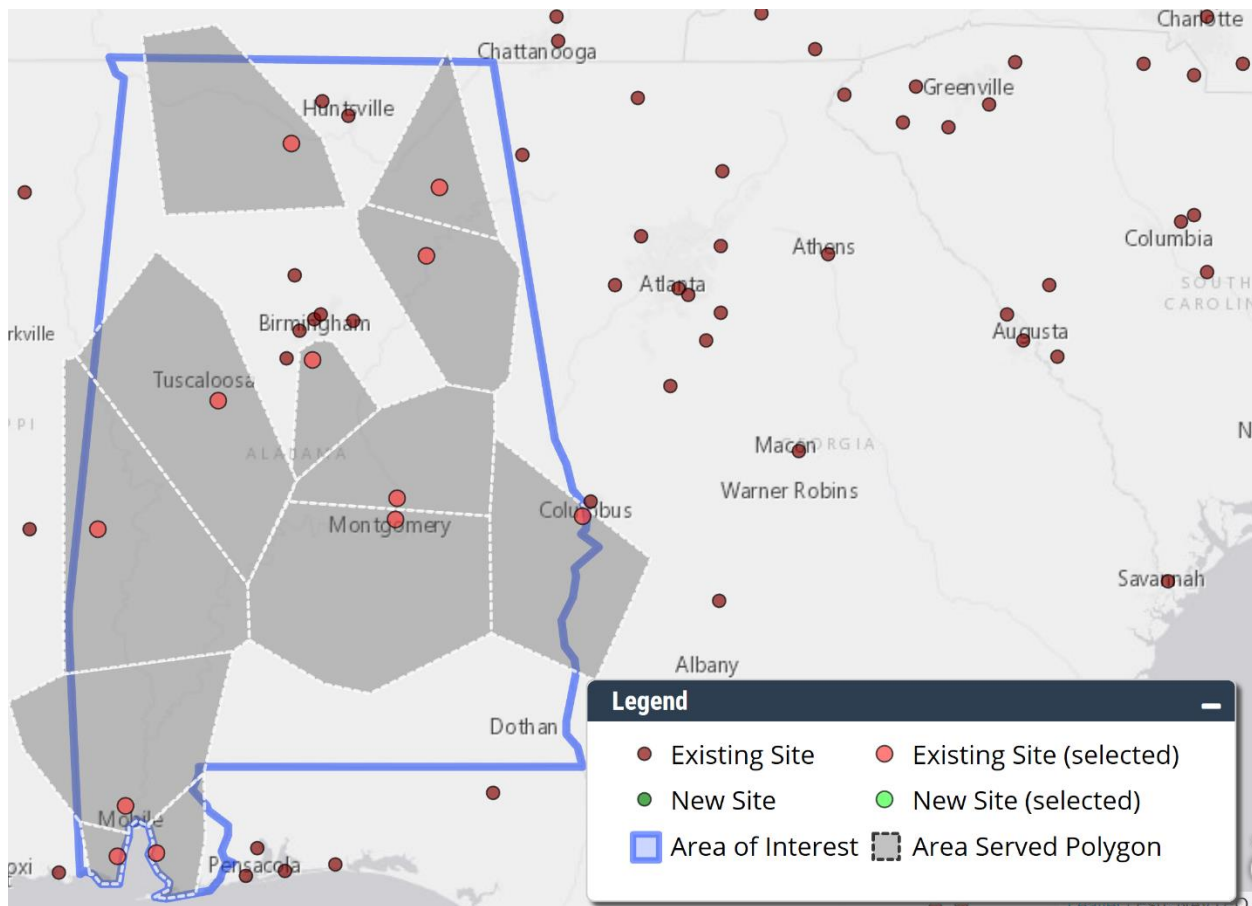 Charlotte
Chattanooga
Greenville
Huntsville
Athens
Columbia
Atlanta
SOUTH
CAROLIN
Birmingham
Augusta
rkville
Tuscaloosa
PPI
ALABAMA
Macon
GEORGIA
N
Warner Robins
Columbus
Montgomery
Savannah
Albany
Dothan
Mobile
oxi
Pensacola
Legend
Existing Site
Existing Site (selected)
New Site
New Site (selected)
Area of Interest
Area Served Polygon